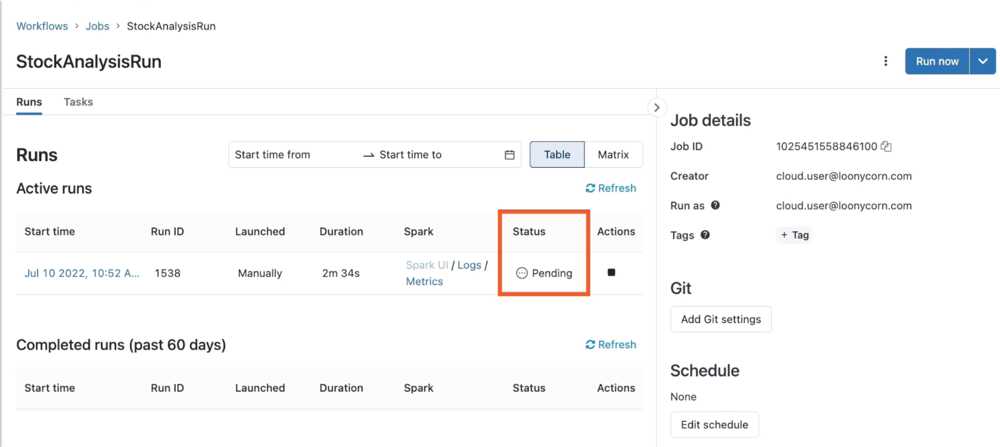 Workflows > Jobs > StockAnalysisRun
StockAnalysisRun
Run now
Runs Tasks
Runs
Start time from → Start time to
Table Matrix
Active runs
Refresh
Start time Run ID Launched Duration Spark Status Actions
Jul 10 2022, 10:52 A... 1538 Manually 2m 34s Spark UI / Logs / Metrics Pending
Completed runs (past 60 days)
Refresh
Start time Run ID Launched Duration Spark Status Actions
Job details
Job ID 1025451558846100
Creator cloud.user@loonycorn.com
Run as ? cloud.user@loonycorn.com
Tags ? + Tag
Git
Add Git settings
Schedule
None
Edit schedule